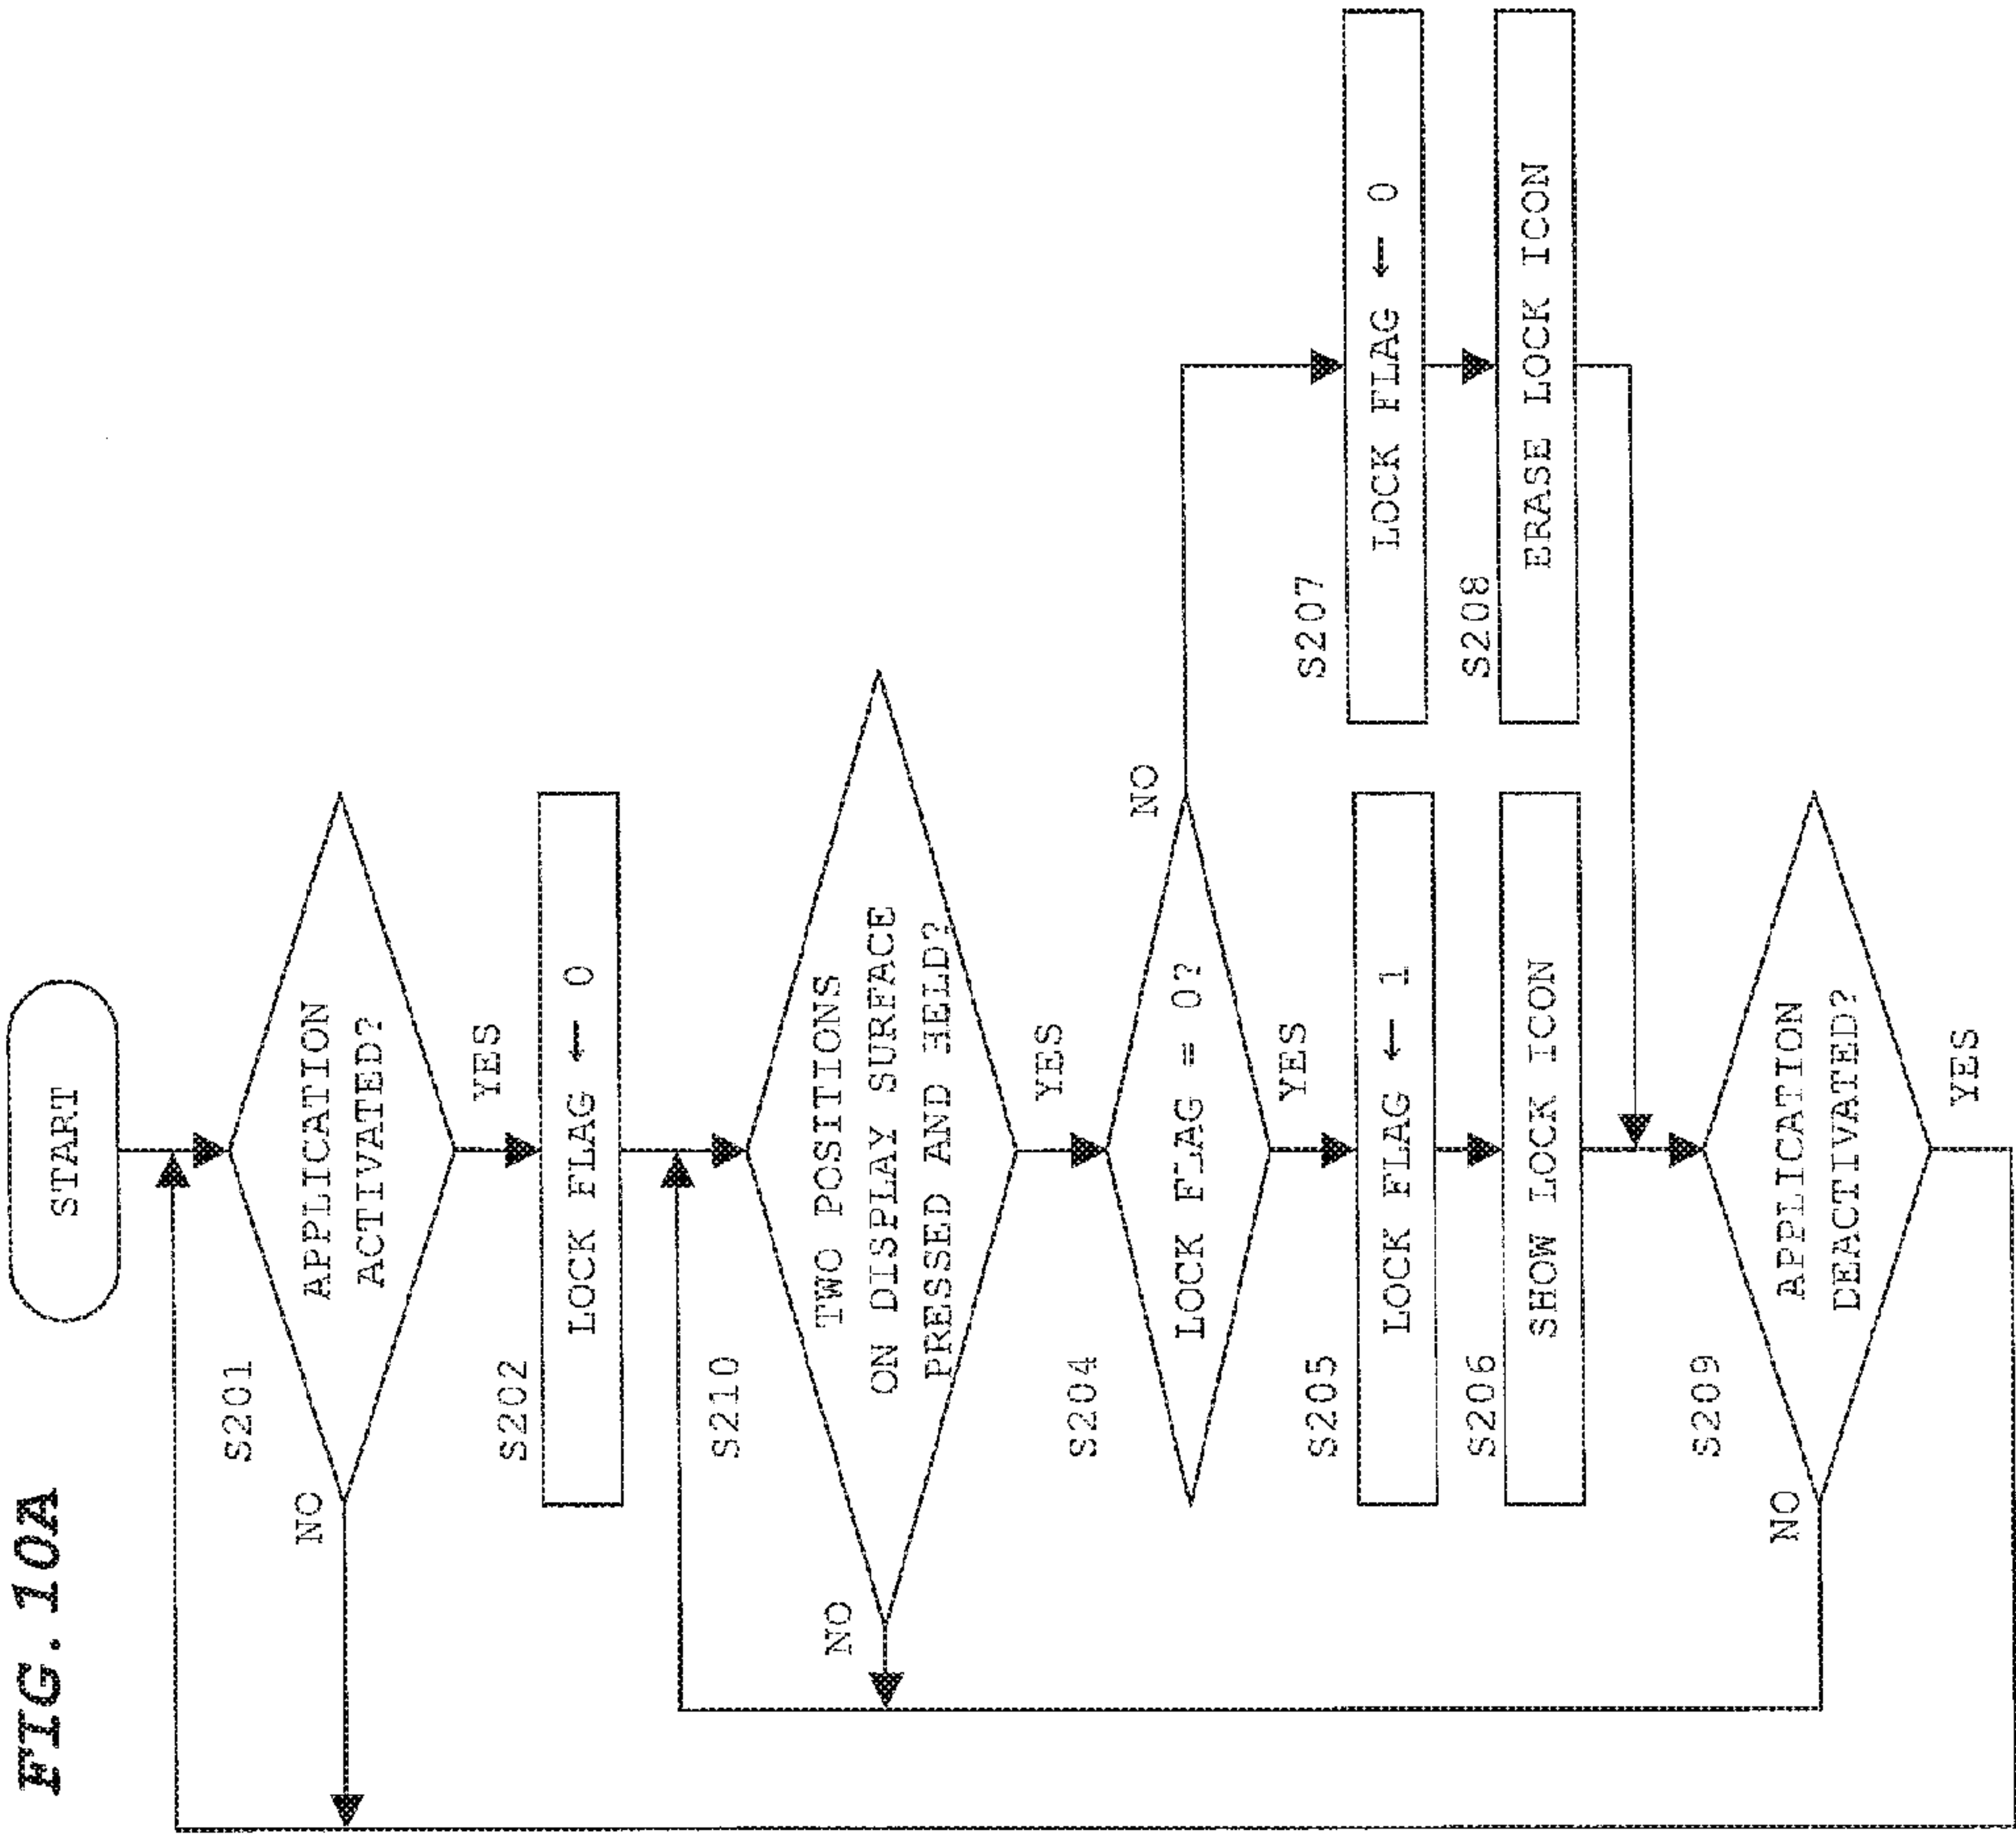 FIG. 10A
START
S201
APPLICATION
ACTIVATED?
NO
YES
S202
LOCK FLAG ← 0
S210
TWO POSITIONS
ON DISPLAY SURFACE
PRESSED AND HELD?
NO
YES
S204
LOCK FLAG = 0?
NO
YES
S205
LOCK FLAG ← 1
S207
LOCK FLAG ← 0
S206
SHOW LOCK ICON
S208
ERASE LOCK ICON
S209
APPLICATION
DEACTIVATED?
NO
YES